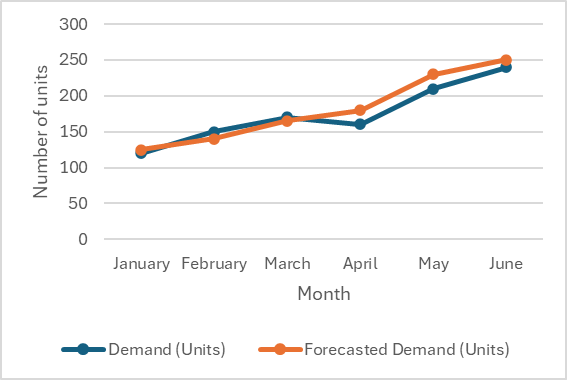 Number of units
300
250
200
150
100
50
0
January February March April May June
Month
Demand (Units) Forecasted Demand (Units)